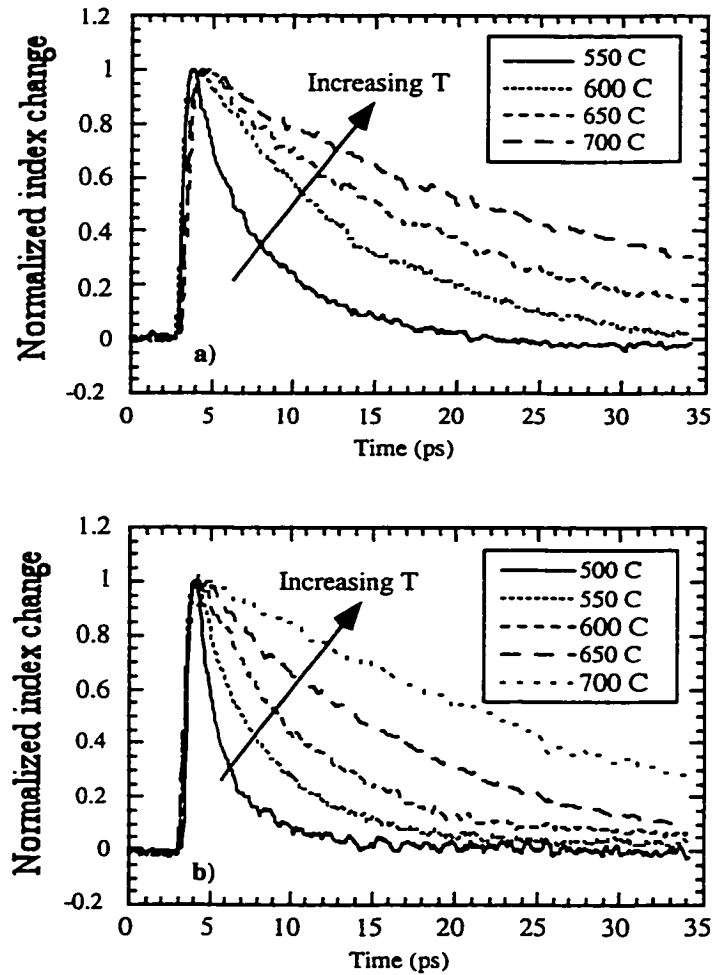 Normalized index change
1.2
1
0.8
0.6
0.4
0.2
0
-0.2
Increasing T
550 C
600 C
650 C
700 C
a)
0 5 10 15 20 25 30 35
Time (ps)
Normalized index change
1.2
1
0.8
0.6
0.4
0.2
0
-0.2
Increasing T
500 C
550 C
600 C
650 C
700 C
b)
0 5 10 15 20 25 30 35
Time (ps)